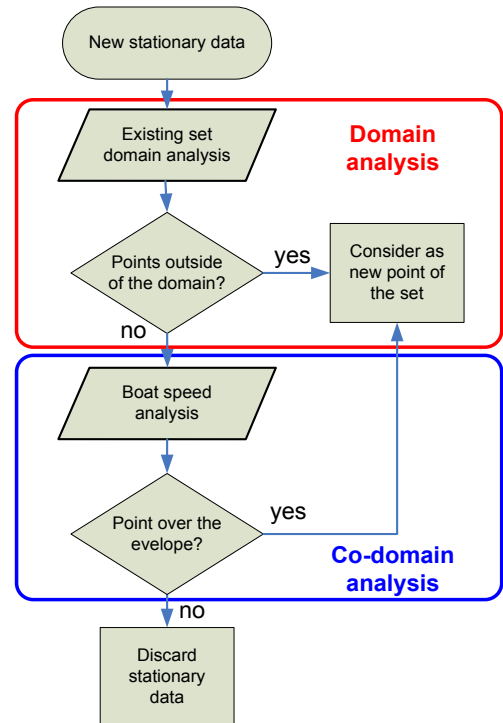 New stationary data
Existing set
domain analysis
Domain
analysis
Points outside
of the domain?
yes
Consider as
new point of
the set
no
Boat speed
analysis
Point over the
evelope?
yes
Co-domain
analysis
no
Discard
stationary
data